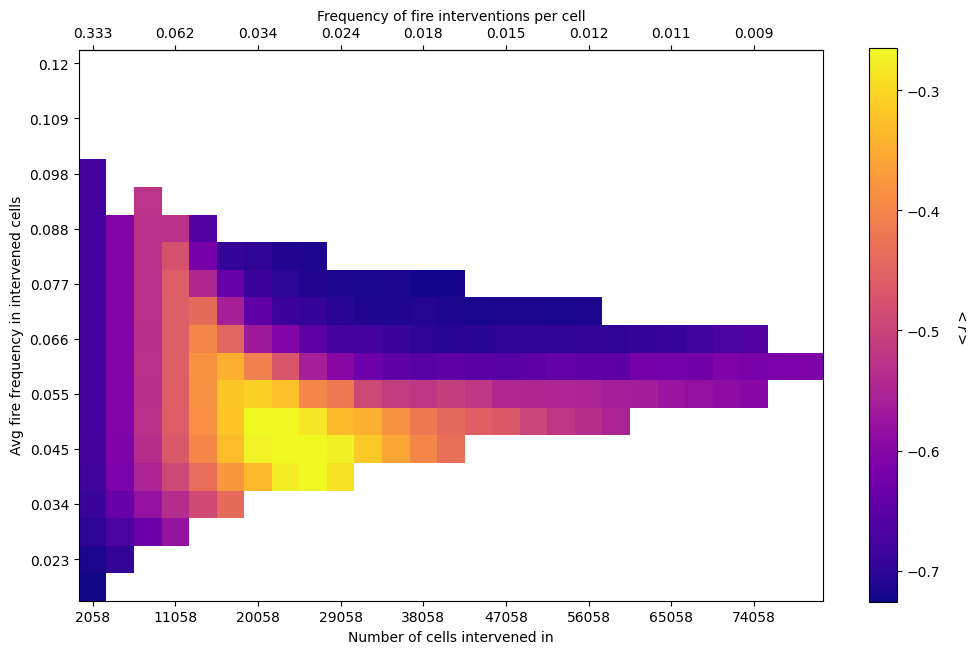 Frequency of fire interventions per cell
0.333 0.062 0.034 0.024 0.018 0.015 0.012 0.011 0.009
Avg fire frequency in intervened cells
0.12
0.109
0.098
0.088
0.077
0.066
0.055
0.045
0.034
0.023
2058 11058 20058 29058 38058 47058 56058 65058 74058
Number of cells intervened in
−0.3
−0.4
−0.5
−0.6
−0.7
< r >